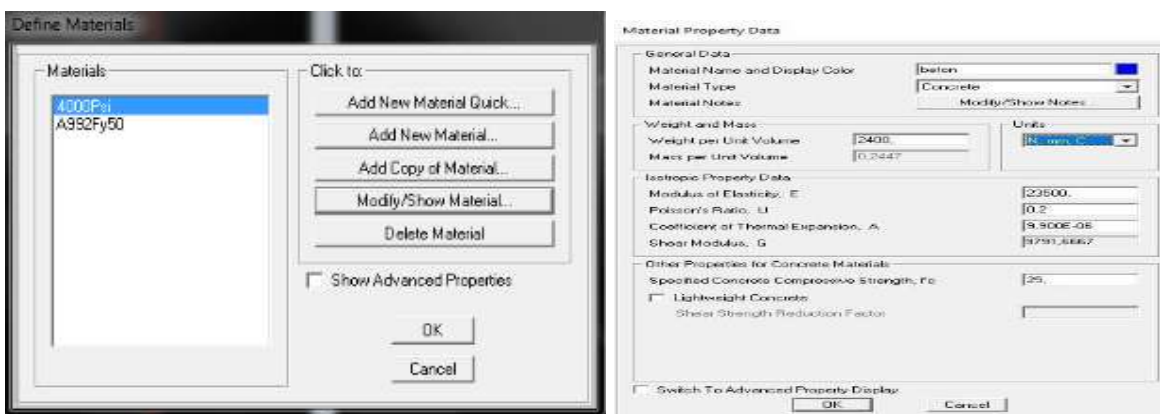 Define Materials
Materials
4000Psi
A992Fy50
Click to:
Add New Material Quick...
Add New Material...
Add Copy of Material...
Modify/Show Material...
Delete Material
Show Advanced Properties
OK
Cancel
Material Property Data
General Data
Material Name and Display Color beton
Material Type Concrete
Material Notes Modify/Show Notes...
Weight and Mass
Weight per Unit Volume 2400,
Mass per Unit Volume 0,2447
Units
N, mm, C
Isotropic Property Data
Modulus of Elasticity, E 23500,
Poisson's Ratio, U 0,2
Coefficient of Thermal Expansion, A 9,900E-06
Shear Modulus, G 9791,6667
Other Properties for Concrete Materials
Specified Concrete Compressive Strength, f'c 25,
Lightweight Concrete
Shear Strength Reduction Factor
Switch To Advanced Property Display
OK Cancel